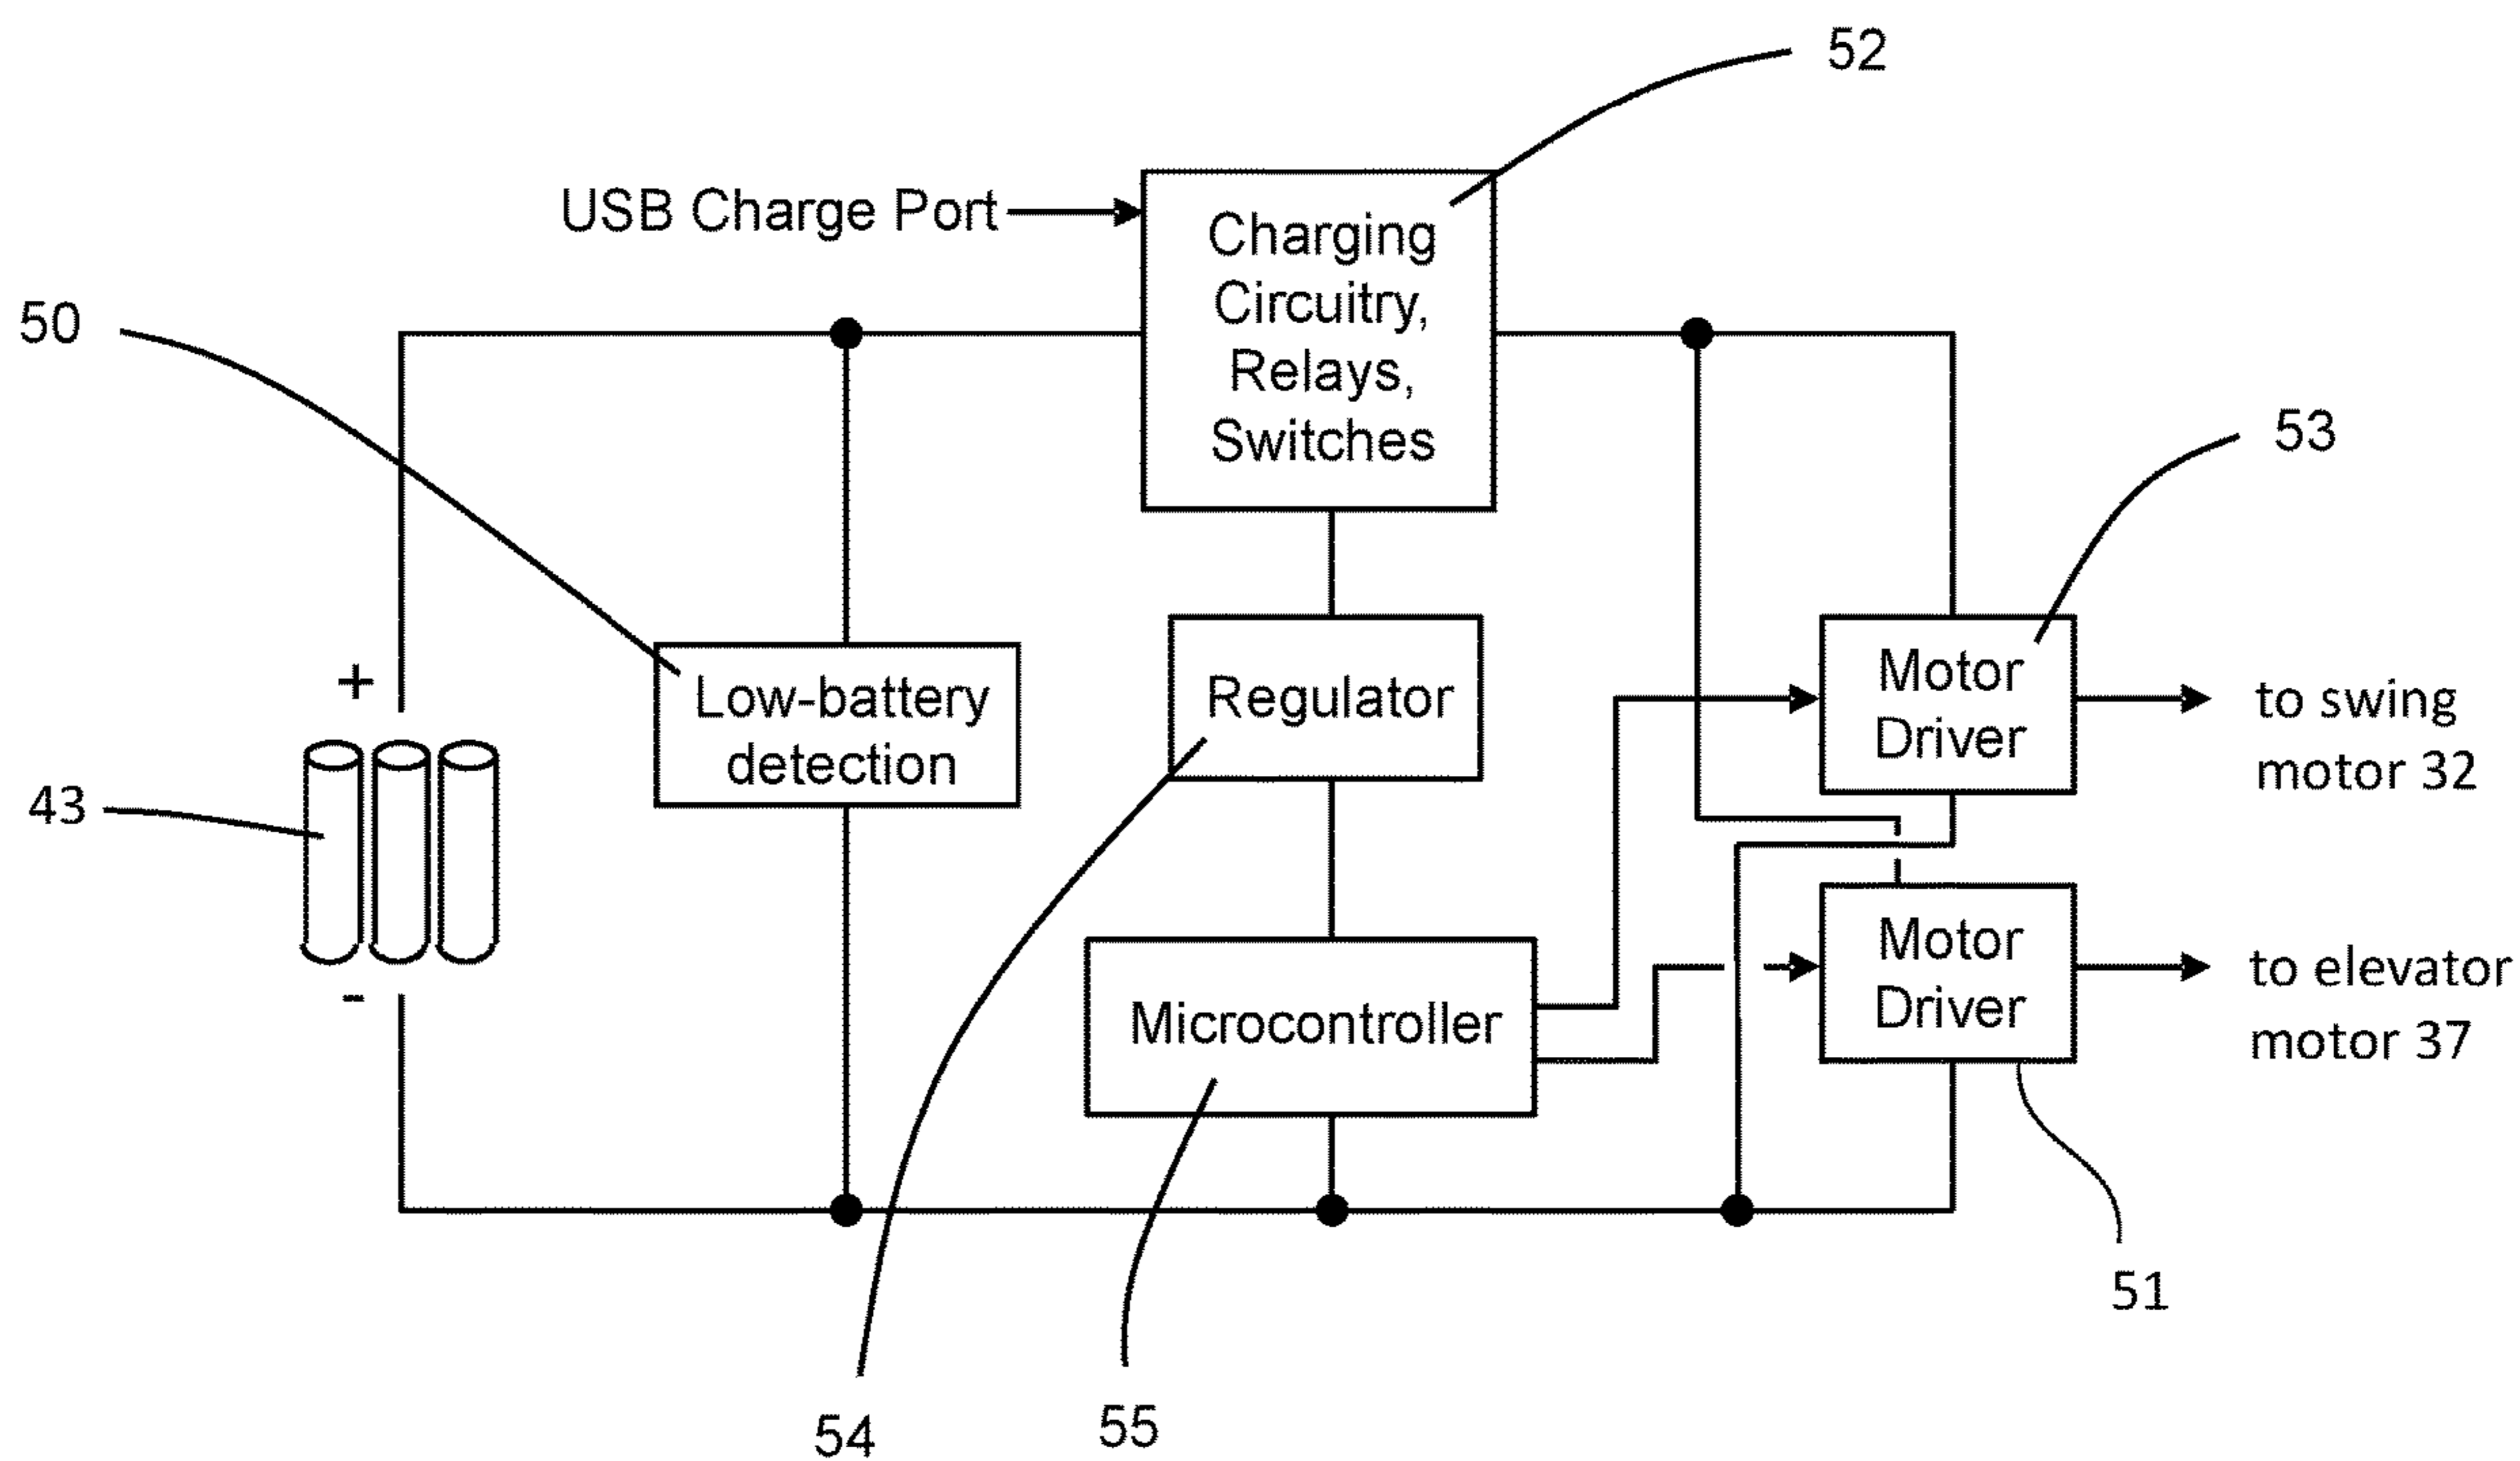 52
USB Charge Port
Charging
Circuitry,
Relays,
Switches
50
53
+
Low-battery
detection
Regulator
Motor
Driver
to swing
motor 32
43
-
Microcontroller
Motor
Driver
to elevator
motor 37
51
54
55